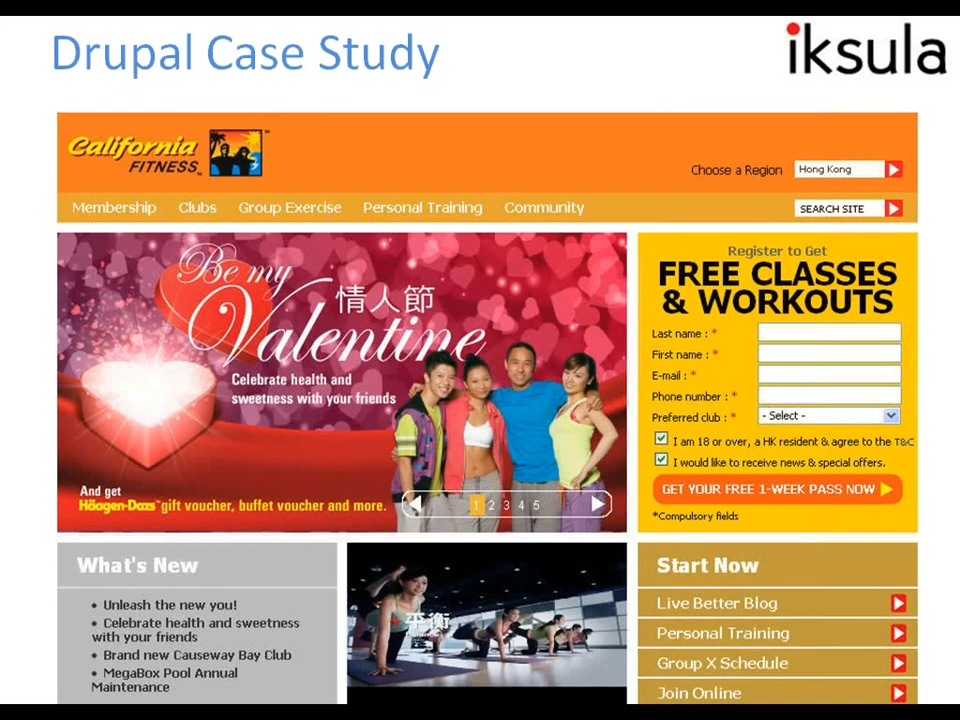 Drupal Case Study
iksula
California
FITNESS
Choose a Region
Hong Kong
Membership
Clubs
Group Exercise
Personal Training
Community
SEARCH SITE
Be my
情人節
Valentine
Celebrate health and
sweetness with your friends
And get
Häagen-Dazs™ gift voucher, buffet voucher and more.
1 2 3 4 5
Register to Get
FREE CLASSES
& WORKOUTS
Last name : *
First name : *
E-mail : *
Phone number : *
Preferred club : *
- Select -
I am 18 or over, a HK resident & agree to the T&C
I would like to receive news & special offers.
GET YOUR FREE 1-WEEK PASS NOW
*Compulsory fields
What's New
• Unleash the new you!
• Celebrate health and sweetness
with your friends
• Brand new Causeway Bay Club
• MegaBox Pool Annual
Maintenance
平衡
Start Now
Live Better Blog
Personal Training
Group X Schedule
Join Online